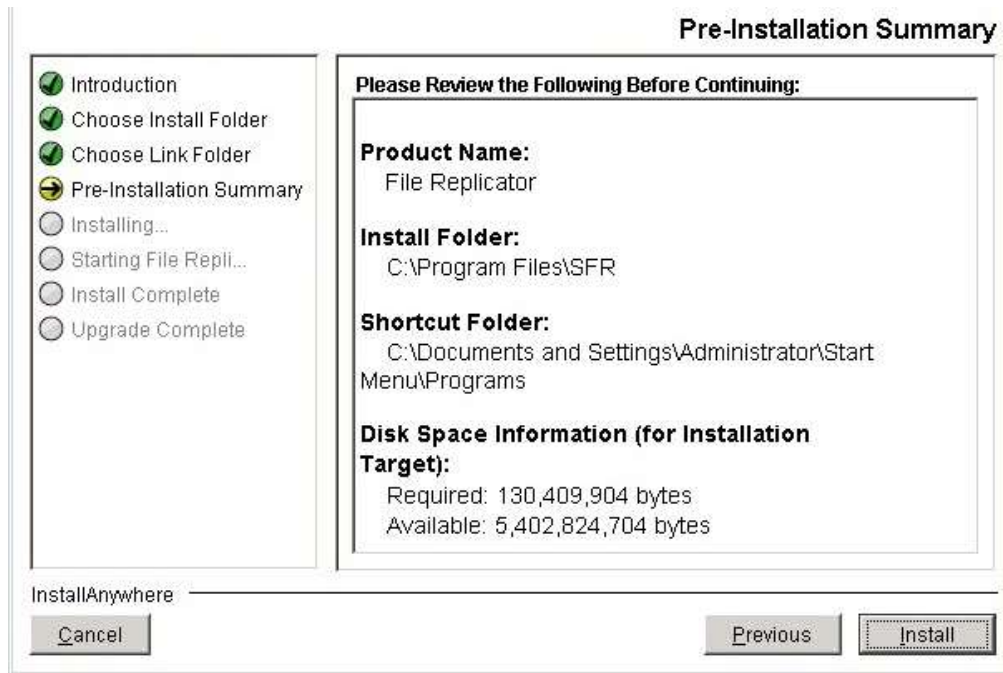 Pre-Installation Summary
Introduction
Choose Install Folder
Choose Link Folder
Pre-Installation Summary
Installing...
Starting File Repli...
Install Complete
Upgrade Complete
Please Review the Following Before Continuing:
Product Name:
File Replicator
Install Folder:
C:\Program Files\SFR
Shortcut Folder:
C:\Documents and Settings\Administrator\Start
Menu\Programs
Disk Space Information (for Installation
Target):
Required: 130,409,904 bytes
Available: 5,402,824,704 bytes
InstallAnywhere
Cancel
Previous
Install